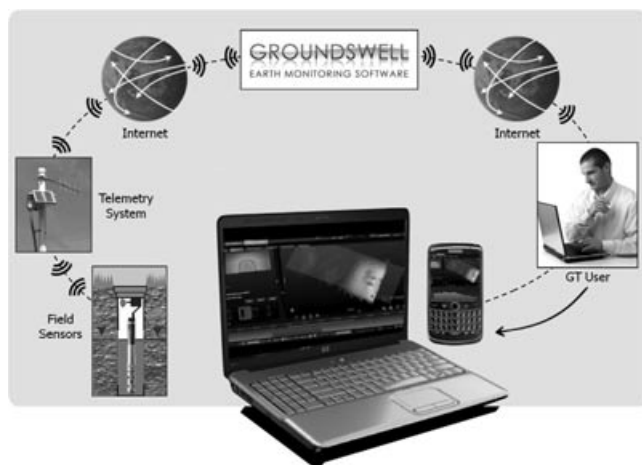 GROUNDSWELL
EARTH MONITORING SOFTWARE
Internet
Internet
Telemetry
System
GT User
Field
Sensors